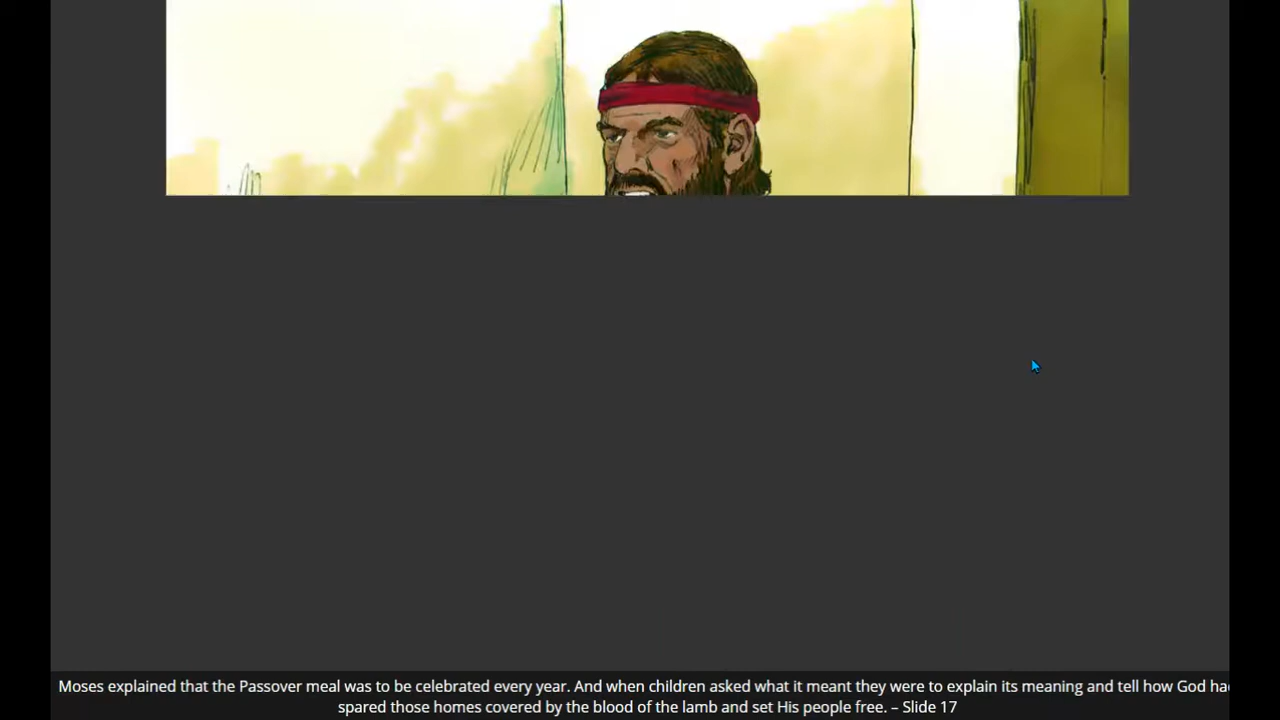 Moses explained that the Passover meal was to be celebrated every year. And when children asked what it meant they were to explain its meaning and tell how God ha
spared those homes covered by the blood of the lamb and set His people free. – Slide 17